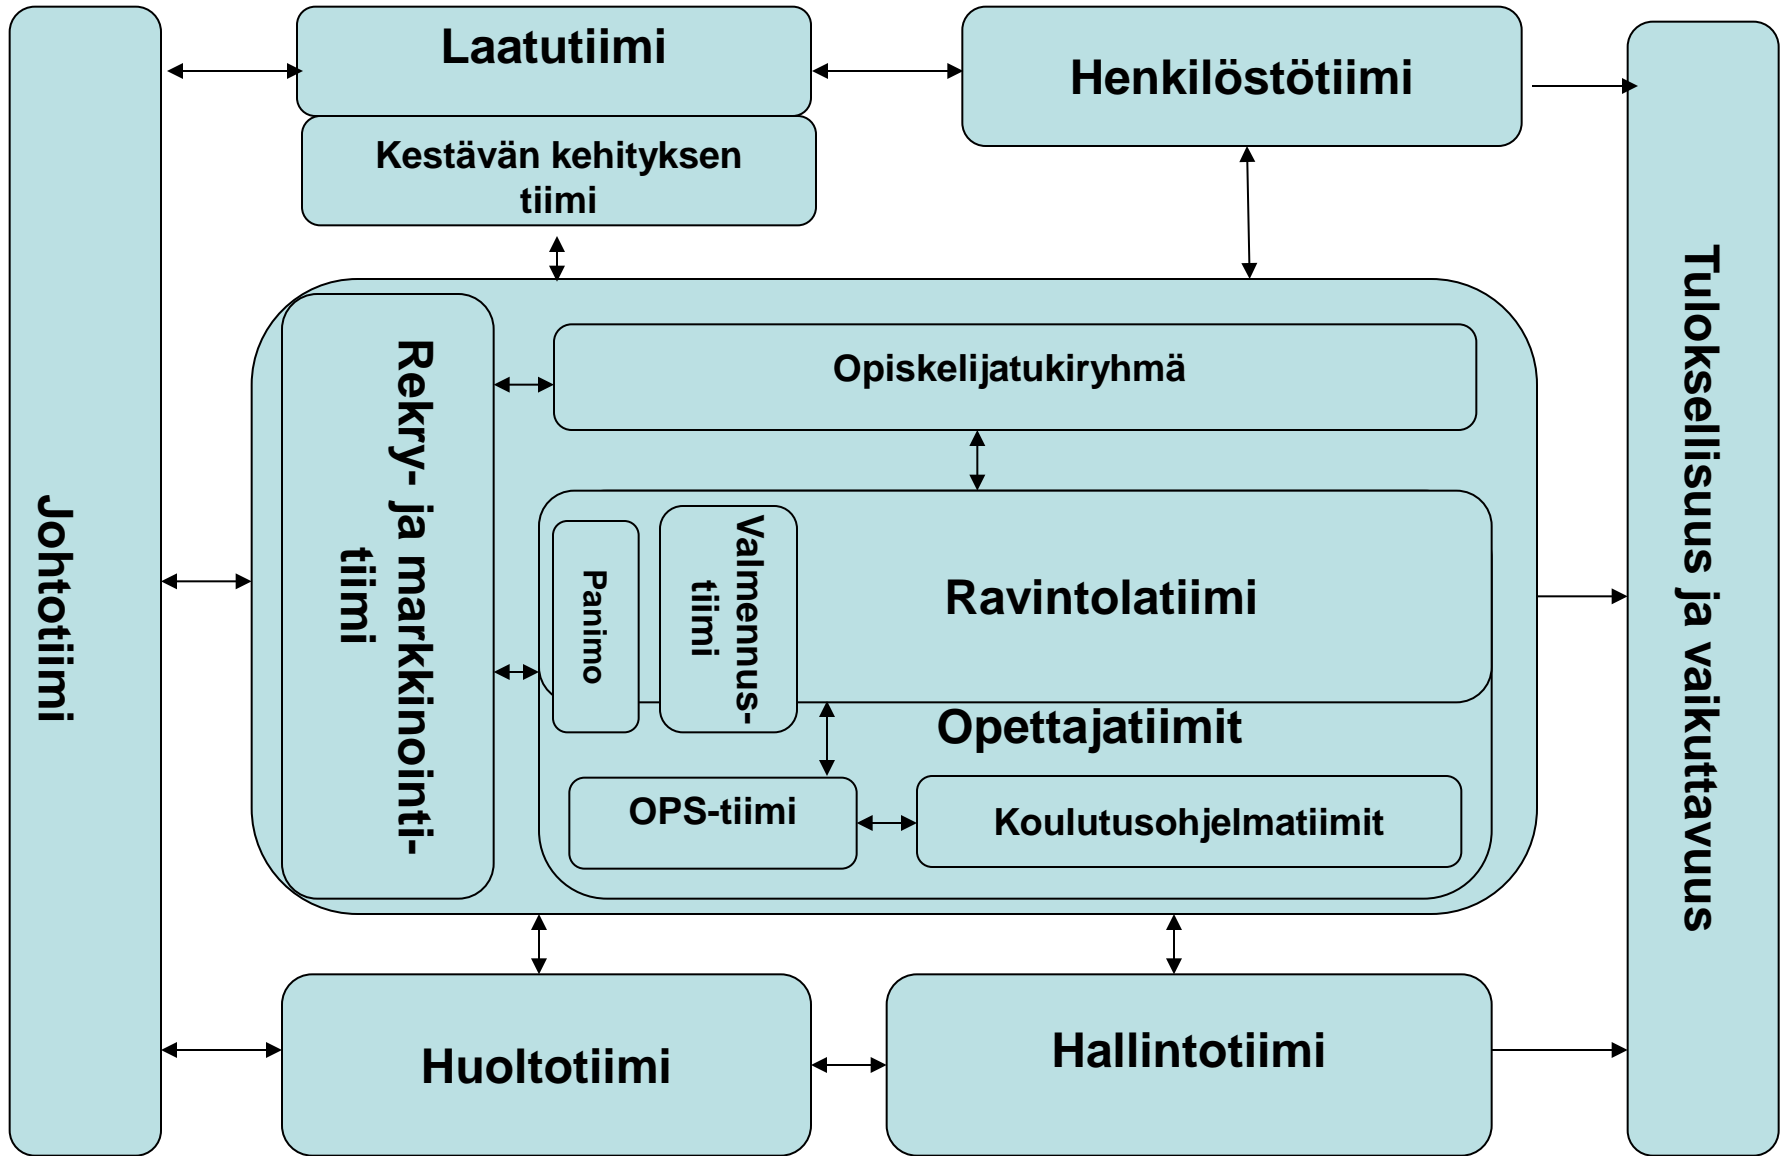 Laatutiimi
Henkilöstötiimi
Kestävän kehityksen
tiimi
Johtotiimi
Rekry- ja markkinointi-
tiimi
Opiskelijatukiryhmä
Panimo
Valmennus-
tiimi
Ravintolatiimi
Opettajatiimit
OPS-tiimi
Koulutusohjelmatiimit
Tuloksellisuus ja vaikuttavuus
Huoltotiimi
Hallintotiimi